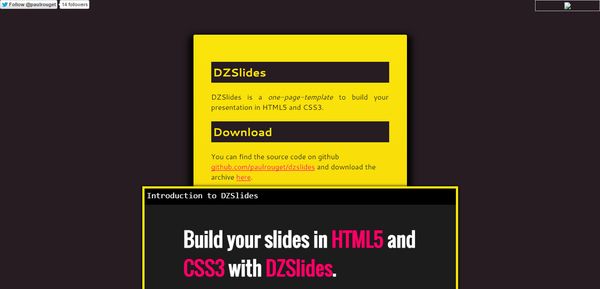 Follow @paulrouget
DZSlides
DZSlides is a one-page-template to build your
presentation in HTML5 and CSS3.
Download
You can find the source code on github
github.com/paulrouget/dzslides and download the
archive here.
Introduction to DZSlides
Build your slides in HTML5 and
CSS3 with DZSlides.